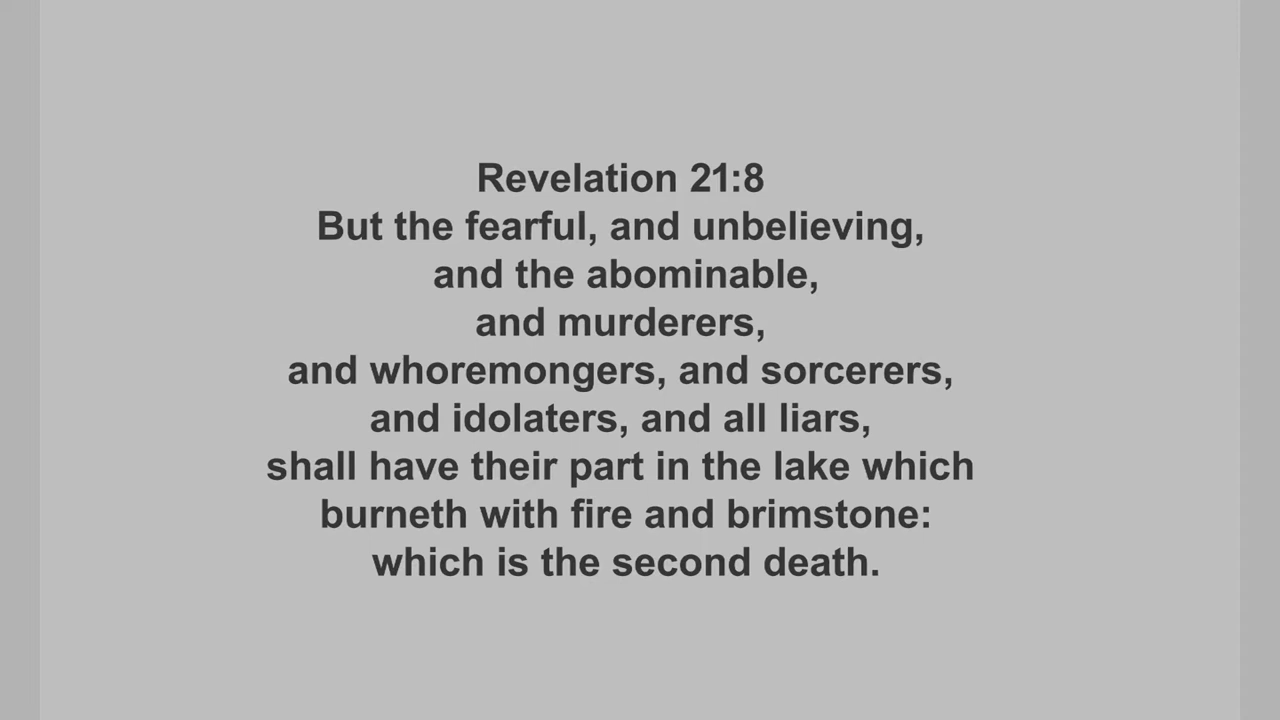 Revelation 21:8
But the fearful, and unbelieving,
and the abominable,
and murderers,
and whoremongers, and sorcerers,
and idolaters, and all liars,
shall have their part in the lake which
burneth with fire and brimstone:
which is the second death.